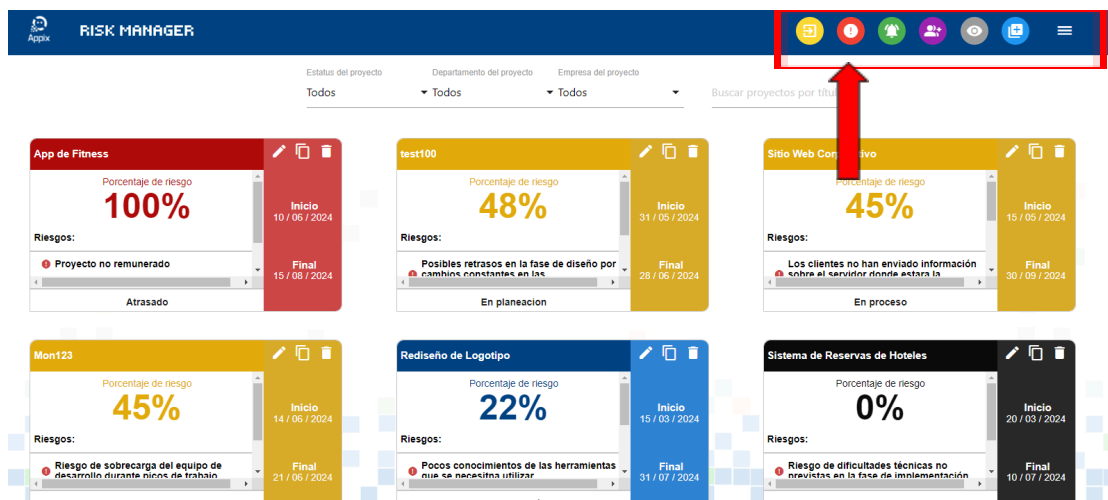 Appix
RISK MANAGER
Estatus del proyecto
Todos
Departamento del proyecto
Todos
Empresa del proyecto
Todos
Buscar proyectos por
App de Fitness
Porcentaje de riesgo
100%
Riesgos:
Proyecto no remunerado
Atrasado
Inicio
10 / 06 / 2024
Final
15 / 08 / 2024
test100
Porcentaje de riesgo
48%
Riesgos:
Posibles retrasos en la fase de diseño por
cambios constantes en las
En planeacion
Inicio
31 / 05 / 2024
Final
28 / 06 / 2024
Sitio Web
Porcentaje de riesgo
45%
Riesgos:
Los clientes no han enviado información
sobre el servidor donde estara la
En proceso
Inicio
15 / 05 / 2024
Final
30 / 09 / 2024
Mon123
Porcentaje de riesgo
45%
Riesgos:
Riesgo de sobrecarga del equipo de
desarrollo durante picos de trabajo
Inicio
14 / 06 / 2024
Final
21 / 06 / 2024
Rediseño de Logotipo
Porcentaje de riesgo
22%
Riesgos:
Pocos conocimientos de las herramientas
que se necesitna utilizar
Inicio
15 / 03 / 2024
Final
31 / 07 / 2024
Sistema de Reservas de Hoteles
Porcentaje de riesgo
0%
Riesgos:
Riesgo de dificultades técnicas no
previstas en la fase de implementación
Inicio
20 / 03 / 2024
Final
10 / 07 / 2024